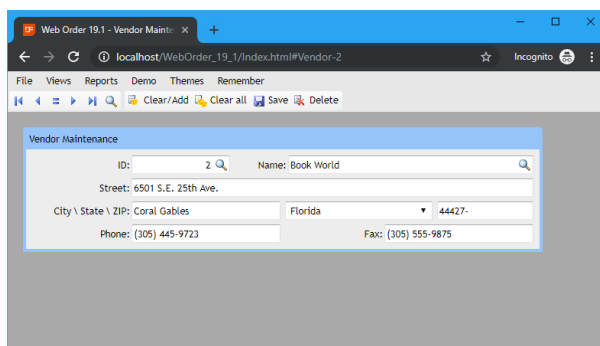 DF Web Order 19.1 - Vendor Mainte
localhost/WebOrder_19_1/Index.html#Vendor-2 Incognito
File Views Reports Demo Themes Remember
Clear/Add Clear all Save Delete
Vendor Maintenance
ID: 2 Name: Book World
Street: 6501 S.E. 25th Ave.
City \ State \ ZIP: Coral Gables Florida 44427-
Phone: (305) 445-9723 Fax: (305) 555-9875